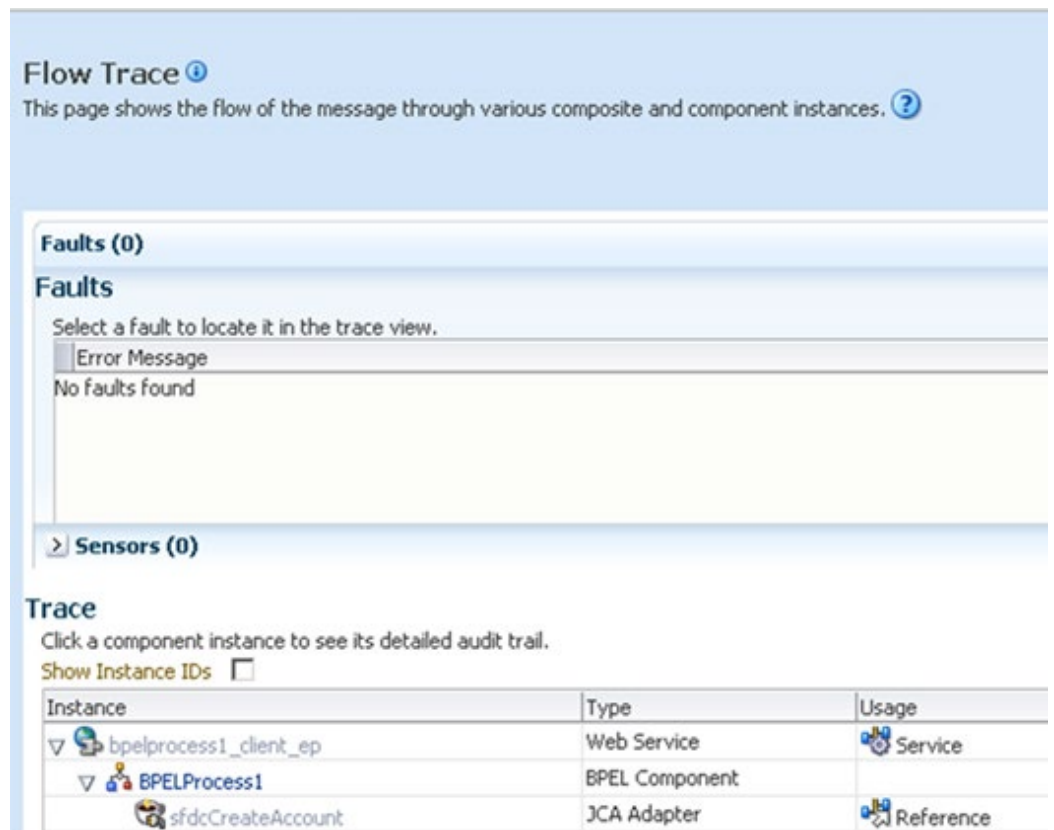 Flow Trace
This page shows the flow of the message through various composite and component instances.
Faults (0)
Faults
Select a fault to locate it in the trace view.
Error Message
No faults found
Sensors (0)
Trace
Click a component instance to see its detailed audit trail.
Show Instance IDs
Instance Type Usage
bpelprocess1_client_ep Web Service Service
BPELProcess1 BPEL Component
sfdcCreateAccount JCA Adapter Reference